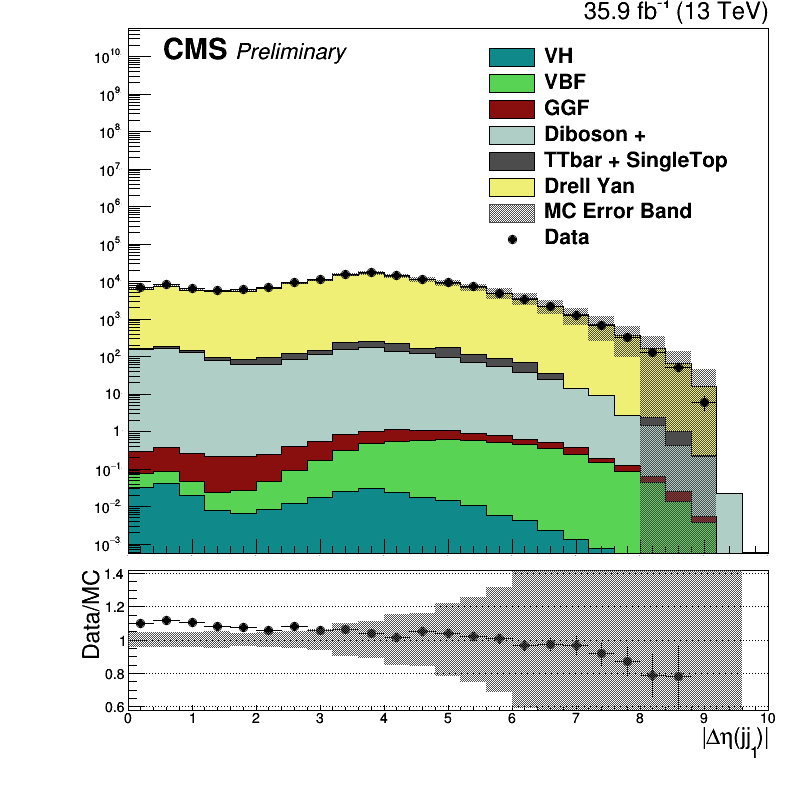 35.9 fb⁻¹ (13 TeV)
CMS Preliminary
VH
VBF
GGF
Diboson +
TTbar + SingleTop
Drell Yan
MC Error Band
Data
10¹⁰
10⁹
10⁸
10⁷
10⁶
10⁵
10⁴
10³
10²
10
1
10⁻¹
10⁻²
10⁻³
Data/MC
1.4
1.2
1
0.8
0.6
0 1 2 3 4 5 6 7 8 9 10
|Δη(jj₁)|